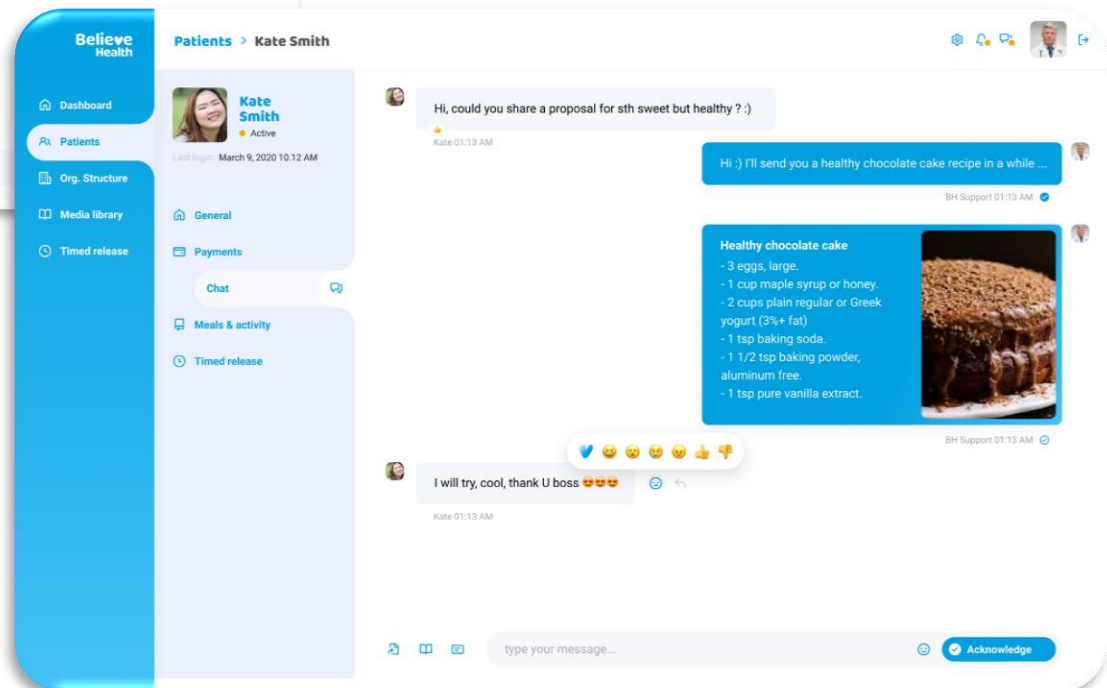 Believe
Health
Patients > Kate Smith
Dashboard
Patients
Org. Structure
Media library
Timed release
Kate
Smith
Active
Last login: March 9, 2020 10.12 AM
General
Payments
Chat
Meals & activity
Timed release
Hi, could you share a proposal for sth sweet but healthy ? :)
Kate 01:13 AM
Hi :) I'll send you a healthy chocolate cake recipe in a while ...
BH Support 01:13 AM
Healthy chocolate cake
- 3 eggs, large.
- 1 cup maple syrup or honey.
- 2 cups plain regular or Greek
yogurt (3%+ fat)
- 1 tsp baking soda.
- 1 1/2 tsp baking powder,
aluminum free.
- 1 tsp pure vanilla extract.
BH Support 01:13 AM
I will try, cool, thank U boss 😍😍😍
Kate 01:13 AM
type your message...
Acknowledge